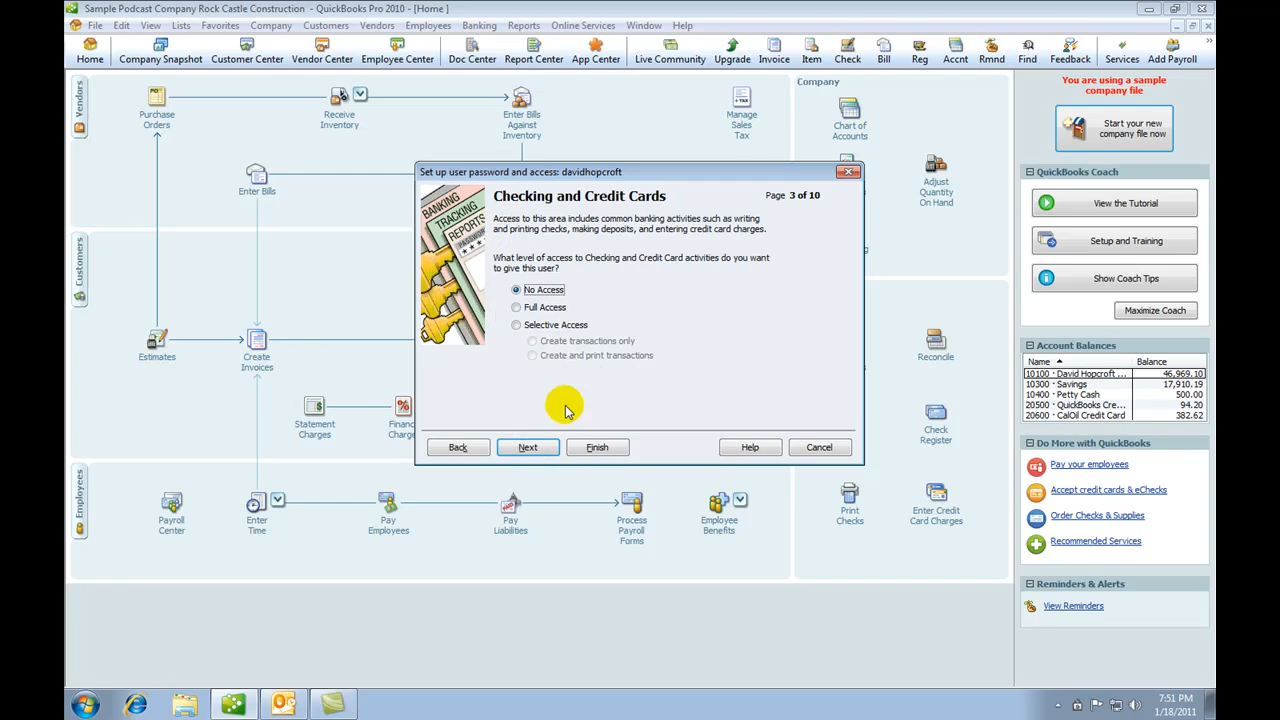 Sample Podcast Company Rock Castle Construction - QuickBooks Pro 2010 - [Home ]
File Edit View Lists Favorites Company Customers Vendors Employees Banking Reports Online Services Window Help
Home Company Snapshot Customer Center Vendor Center Employee Center Doc Center Report Center App Center Live Community Upgrade Invoice Item Check Bill Reg Accnt Rmnd Find Feedback Services Add Payroll
Vendors
Purchase
Orders
Receive
Inventory
Enter Bills
Against
Inventory
Manage
Sales
Tax
Enter Bills
Company
Chart of
Accounts
Adjust
Quantity
On Hand
You are using a sample
company file
Start your new
company file now
QuickBooks Coach
View the Tutorial
Setup and Training
Show Coach Tips
Maximize Coach
Set up user password and access: davidhopcroft
BANKING
TRACKING
REPORTS
Checking and Credit Cards
Page 3 of 10
Access to this area includes common banking activities such as writing
and printing checks, making deposits, and entering credit card charges.
What level of access to Checking and Credit Card activities do you want
to give this user?
No Access
Full Access
Selective Access
Create transactions only
Create and print transactions
Back Next Finish Help Cancel
Customers
Estimates
Create
Invoices
Statement
Charges
Financ
Charge
Reconcile
Check
Register
Account Balances
Name Balance
10100 · David Hopcroft ... 46,969.10
10300 · Savings 17,910.19
10400 · Petty Cash 500.00
20500 · QuickBooks Cre... 94.20
20600 · CalOil Credit Card 382.62
Do More with QuickBooks
Pay your employees
Accept credit cards & eChecks
Order Checks & Supplies
Recommended Services
Employees
Payroll
Center
Enter
Time
Pay
Employees
Pay
Liabilities
Process
Payroll
Forms
Employee
Benefits
Print
Checks
Enter Credit
Card Charges
Reminders & Alerts
View Reminders
7:51 PM
1/18/2011